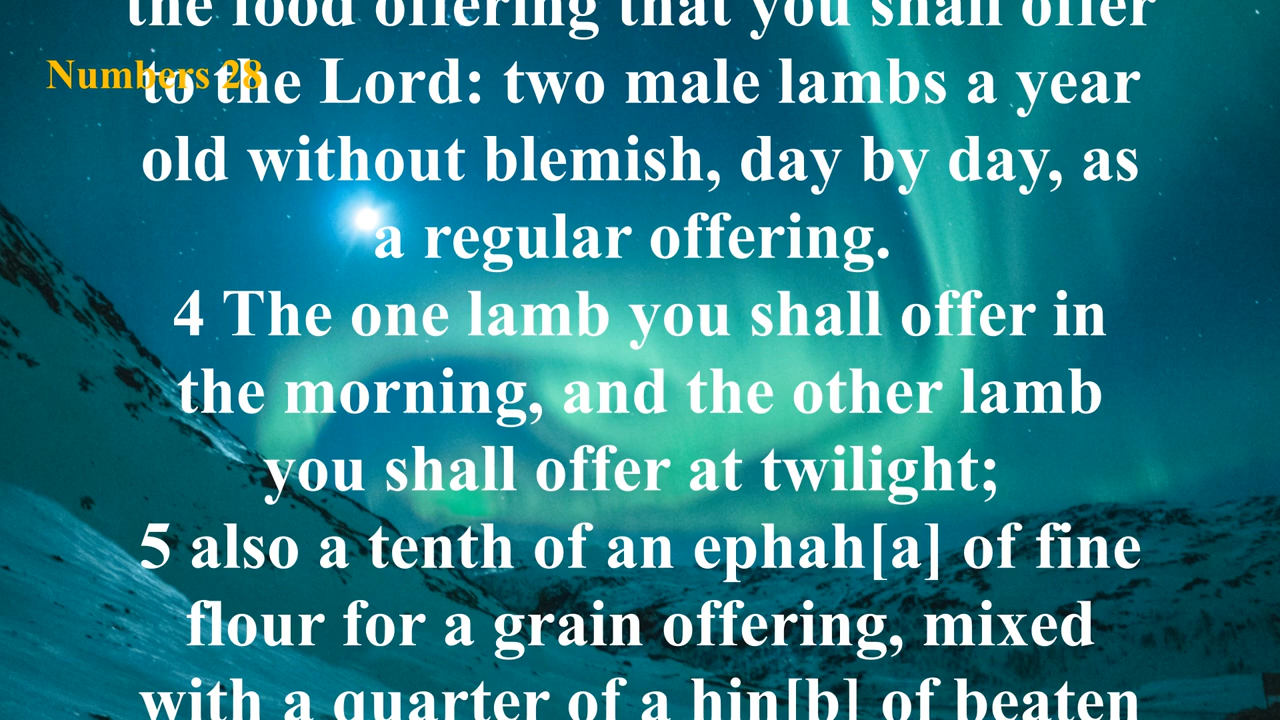 the food offering that you shall offer
Numbers 28
to the Lord: two male lambs a year
old without blemish, day by day, as
a regular offering.
4 The one lamb you shall offer in
the morning, and the other lamb
you shall offer at twilight;
5 also a tenth of an ephah[a] of fine
flour for a grain offering, mixed
with a quarter of a hin[b] of beaten